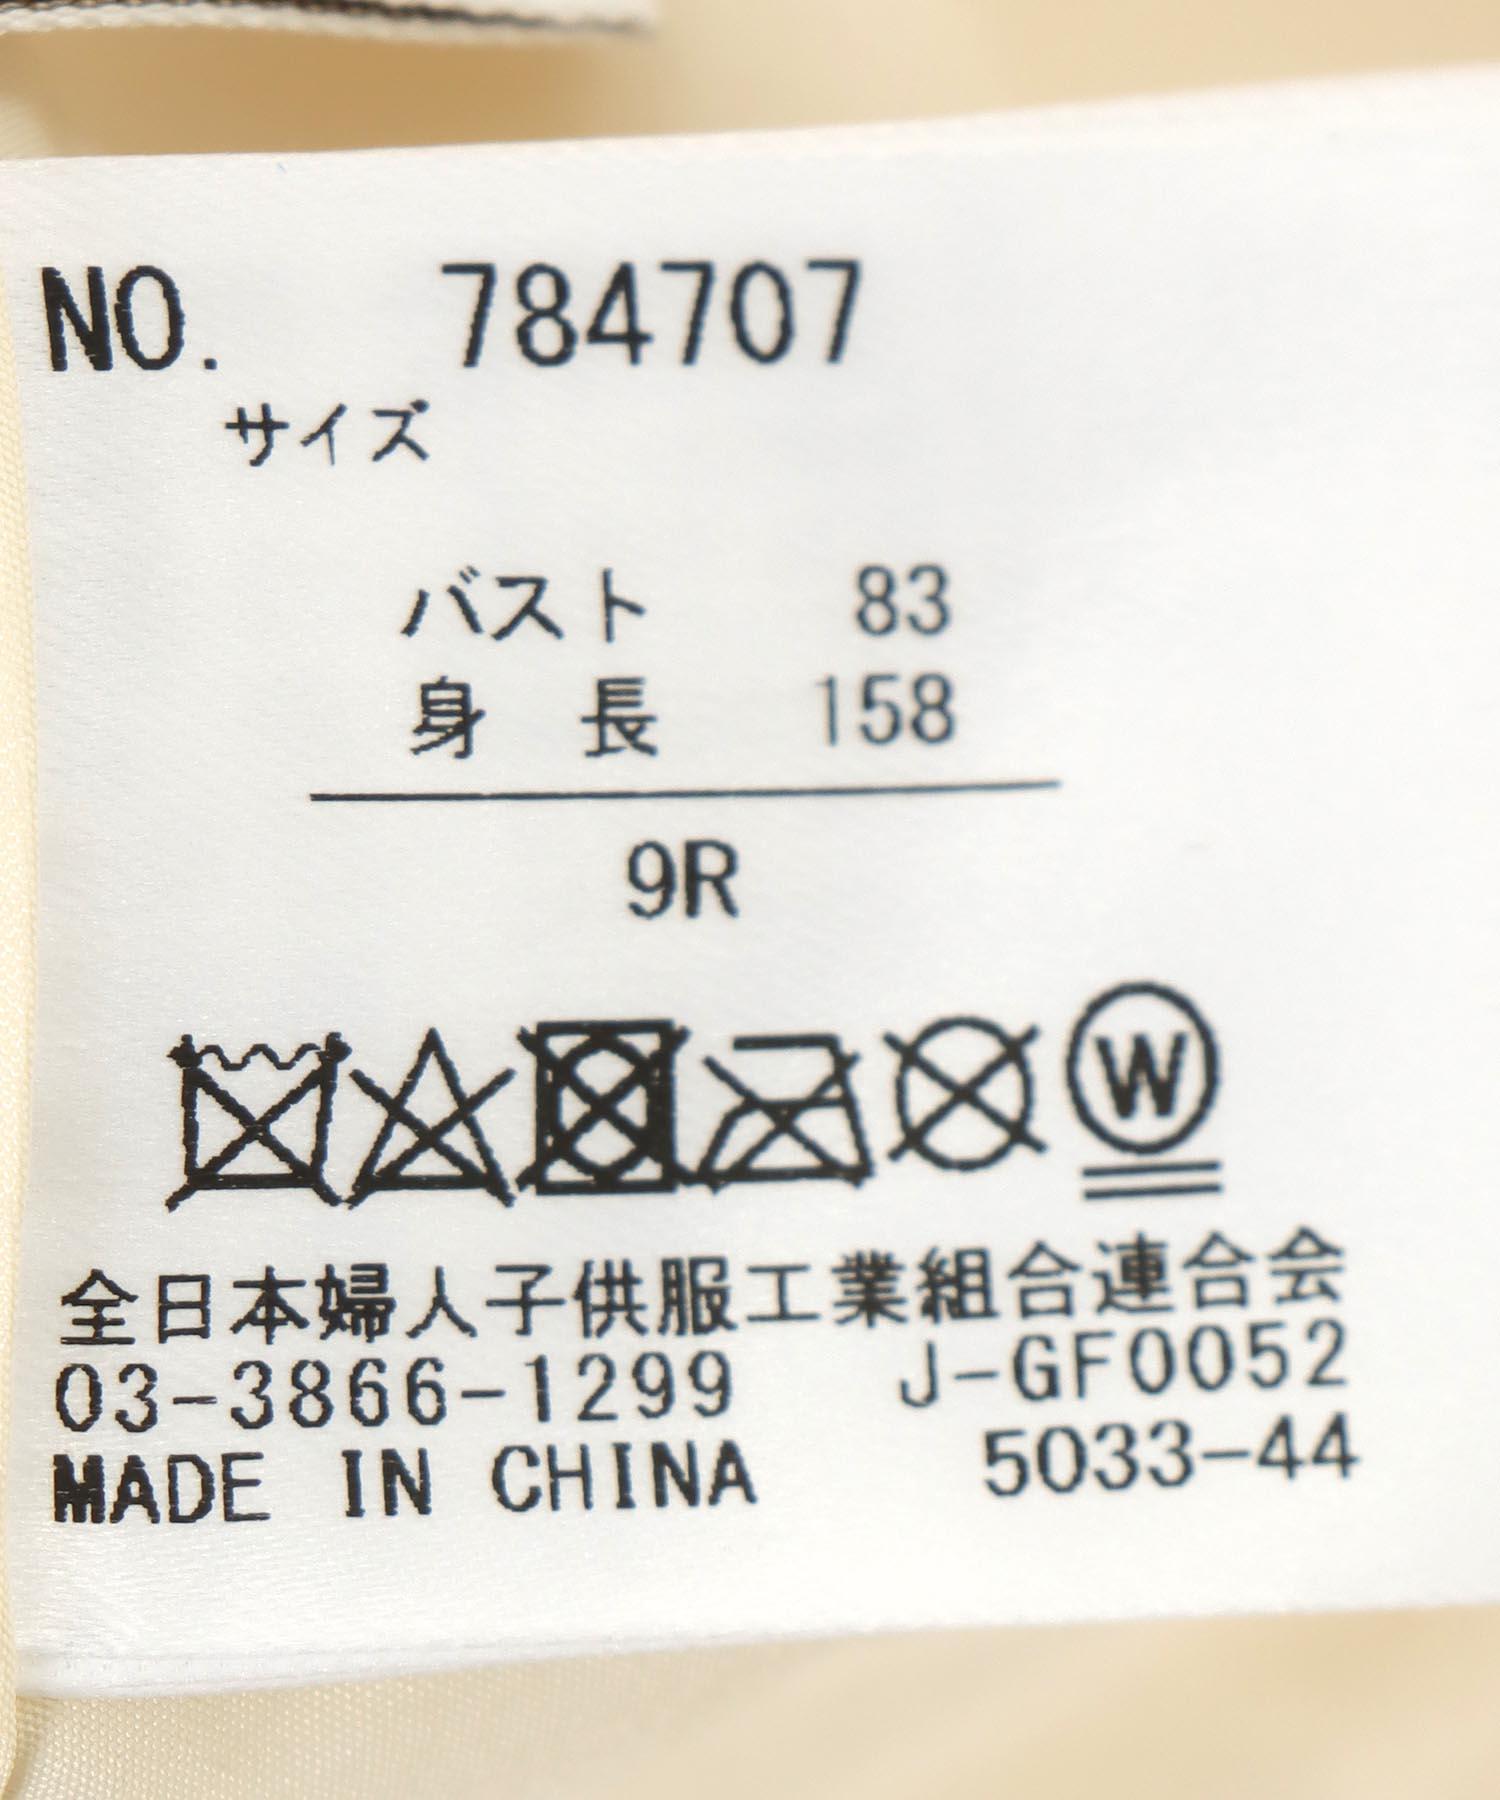 NO. 784707
サイズ
バスト 83
身長 158
9R
W
全日本婦人子供服工業組合連合会
03-3866-1299 J-GF0052
MADE IN CHINA 5033-44